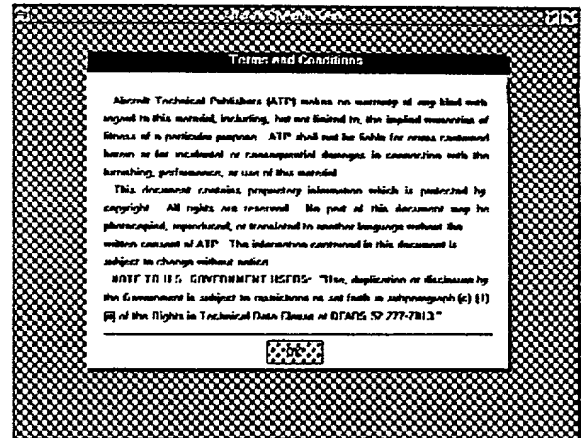 Terms and Conditions
Aircraft Technical Publishers (ATP) makes no warranty of any kind with
regard to this material, including, but not limited to, the implied warranties of
fitness of a particular purpose. ATP shall not be liable for errors contained
herein or for incidental or consequential damages in connection with the
furnishing, performance, or use of this material.
This document contains proprietary information which is protected by
copyright. All rights are reserved. No part of this document may be
photocopied, reproduced, or translated to another language without the
written consent of ATP. The information contained in this document is
subject to change without notice.
NOTE TO U.S. GOVERNMENT USERS: "Use, duplication or disclosure by
the Government is subject to restrictions as set forth in subparagraph (c) (1)
(ii) of the Rights in Technical Data Clause at DFARS 52.227-7013."
OK